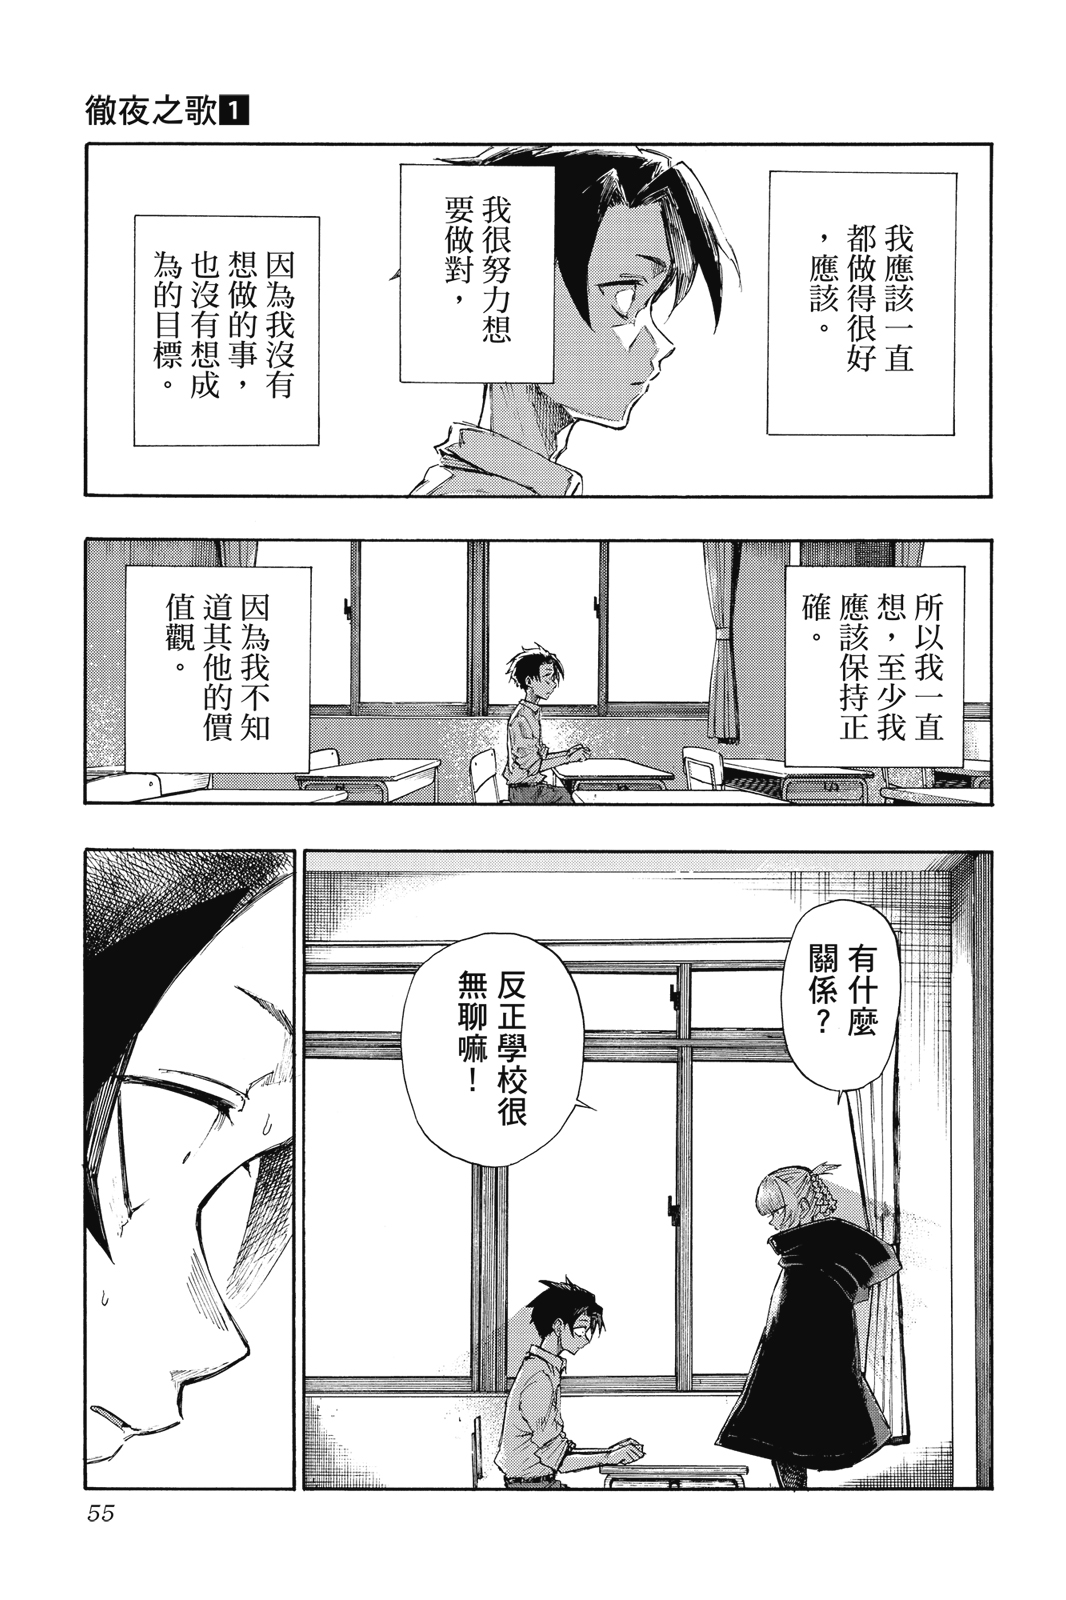 徹夜之歌1
我應該一直
都做得很好
，應該。
我很努力想
要做對，
因為我沒有
想做的事，
也沒有想成
為的目標。
所以我一直
想，至少我
應該保持正
確。
因為我不知
道其他的價
值觀。
有什麼
關係？
反正學校很
無聊嘛！
55